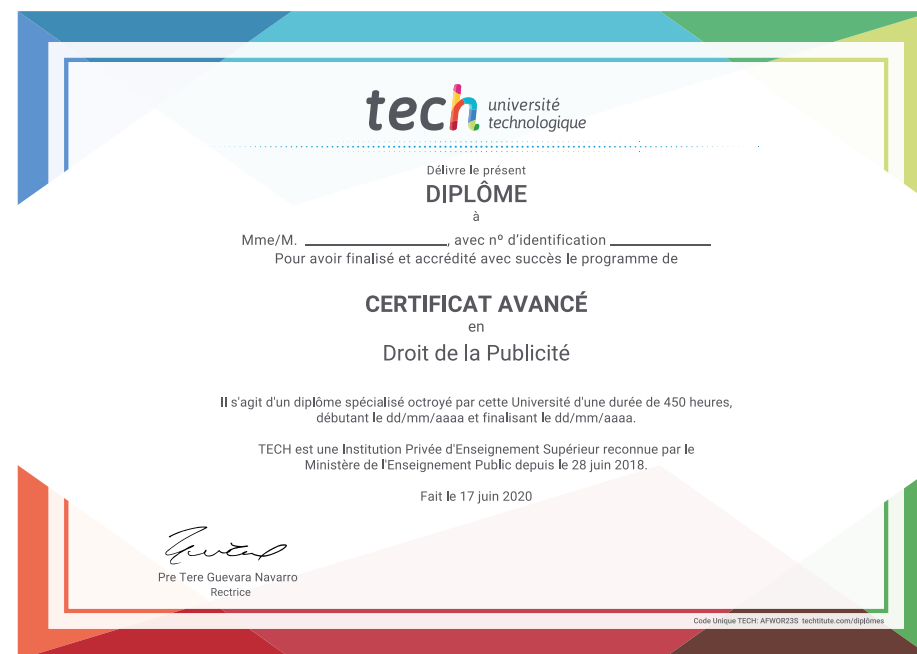 tech université
technologique
Délivre le présent
DIPLÔME
à
Mme/M. ____________________, avec nº d'identification ______________
Pour avoir finalisé et accrédité avec succès le programme de
CERTIFICAT AVANCÉ
en
Droit de la Publicité
Il s'agit d'un diplôme spécialisé octroyé par cette Université d'une durée de 450 heures,
débutant le dd/mm/aaaa et finalisant le dd/mm/aaaa.
TECH est une Institution Privée d'Enseignement Supérieur reconnue par le
Ministère de l'Enseignement Public depuis le 28 juin 2018.
Fait le 17 juin 2020
Pre Tere Guevara Navarro
Rectrice
Code Unique TECH: AFWOR23S techtitute.com/diplômes